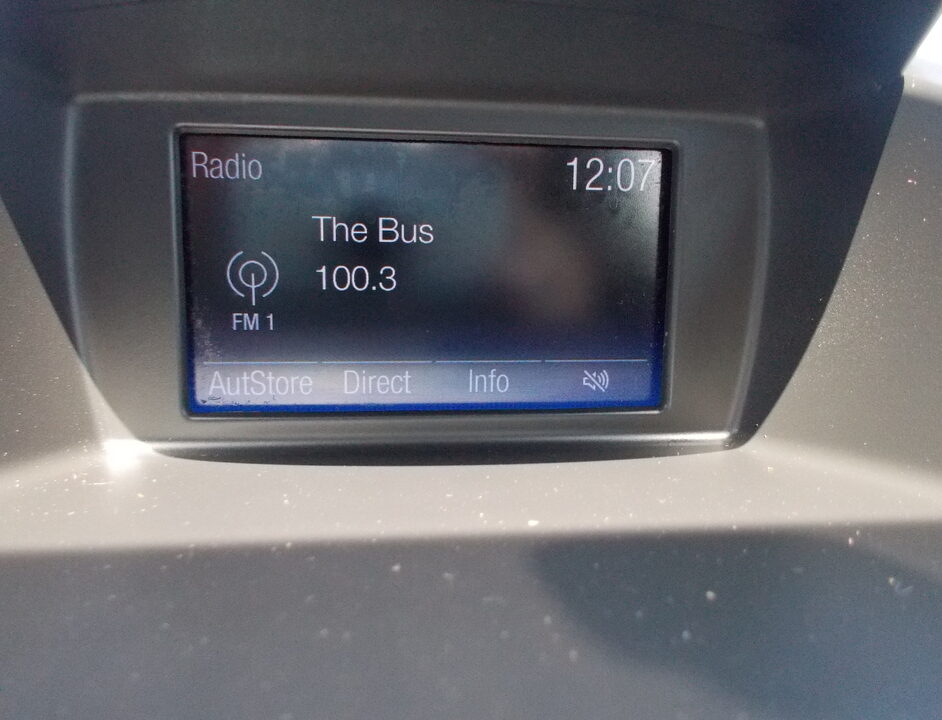 Radio 12:07
The Bus
100.3
FM 1
AutStore Direct Info